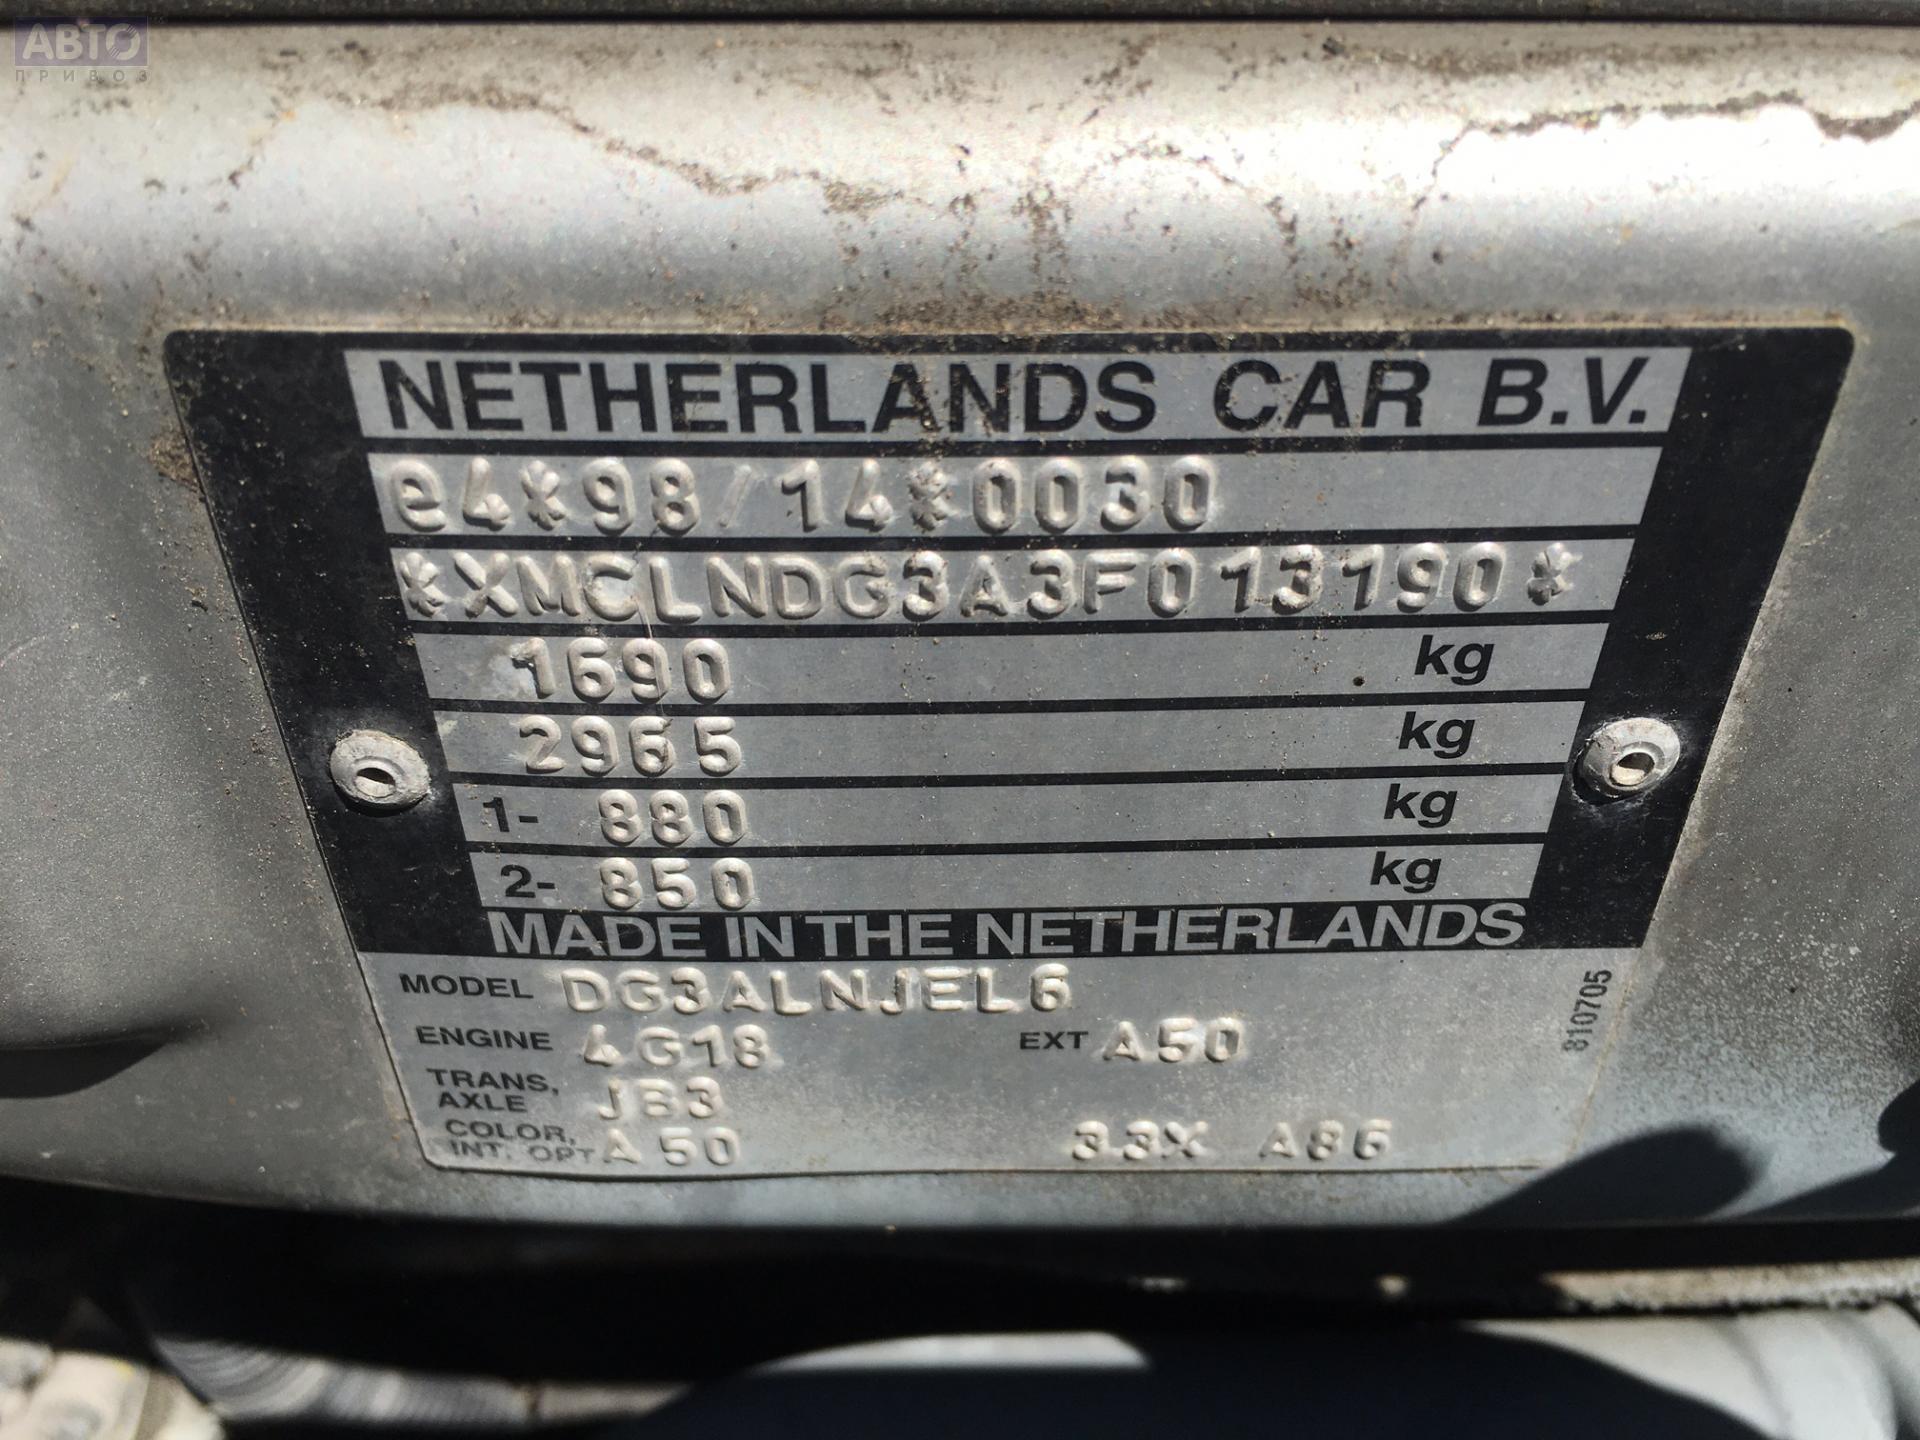 АВТО
ПРИВОЗ
NETHERLANDS CAR B.V.
e4*98/14*0030
*XMCLNDG3A3F013190*
1690 kg
2965 kg
1- 880 kg
2- 850 kg
MADE IN THE NETHERLANDS
MODEL DG3ALNJEL6
ENGINE 4G18 EXT A50
TRANS,
AXLE JB3
COLOR,
INT. OPT A50 33X A86
810705